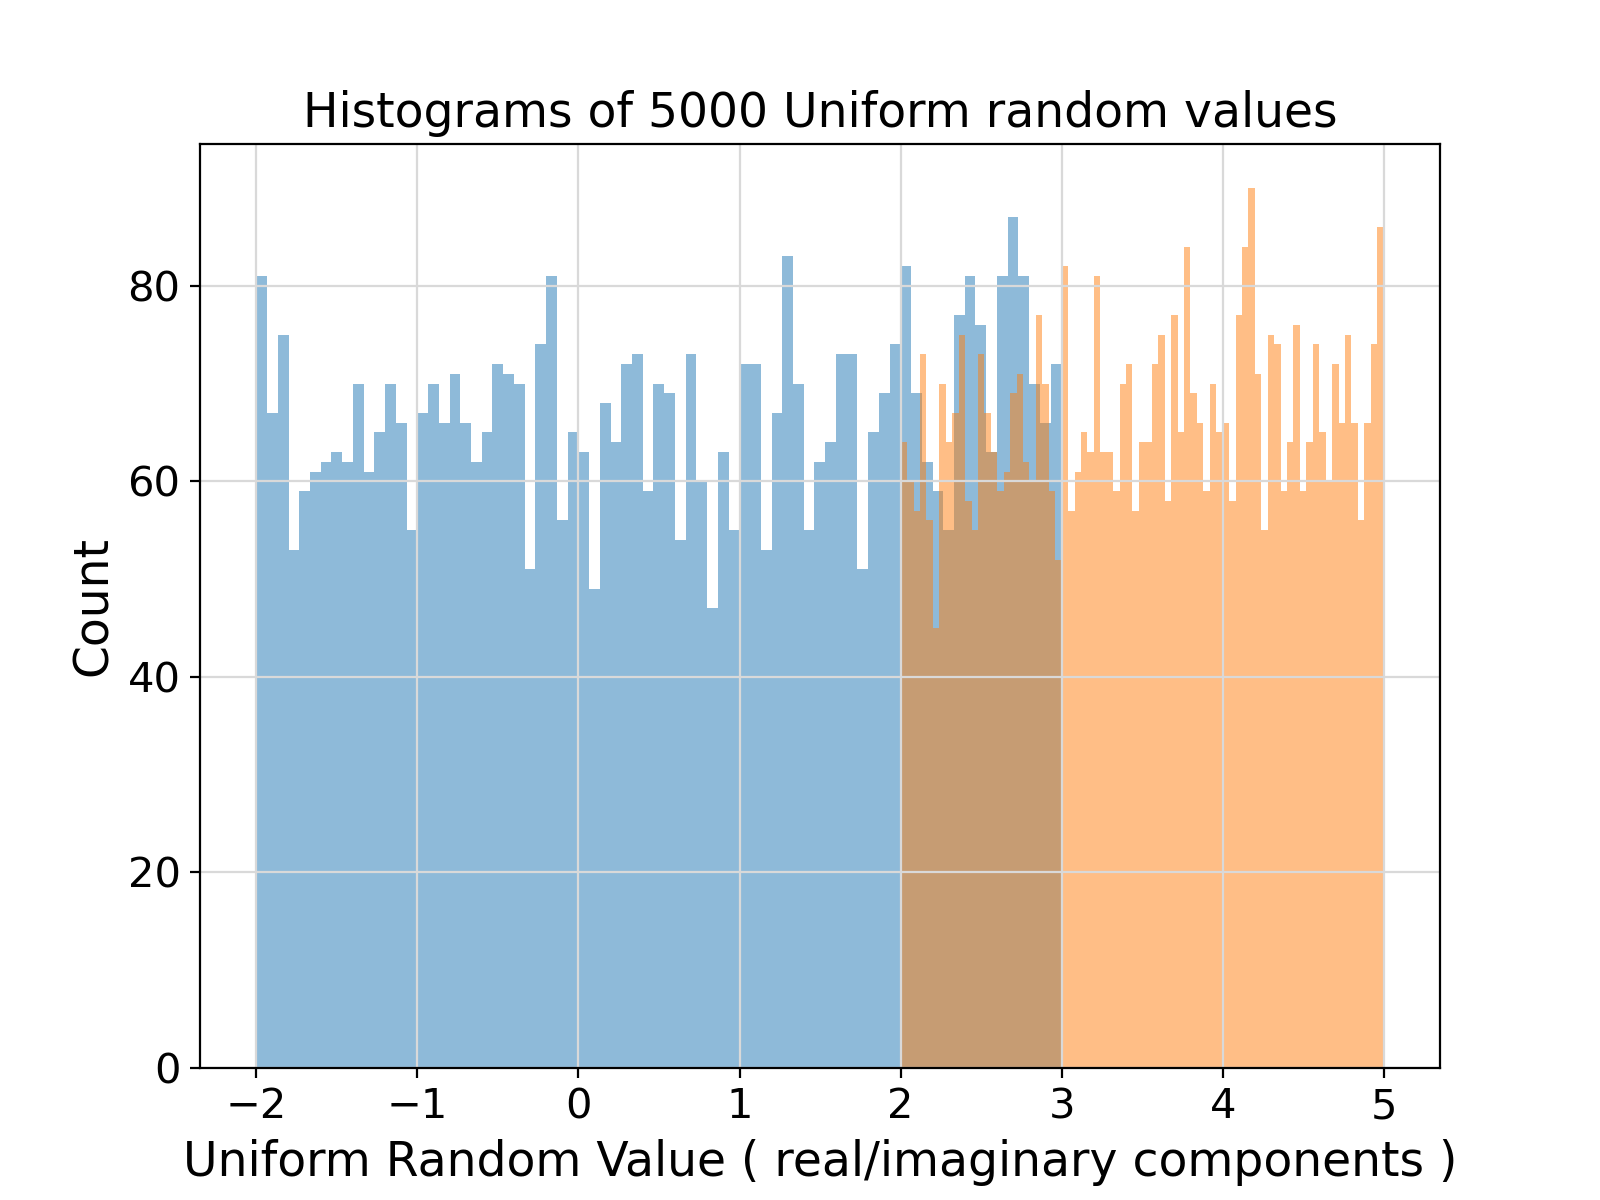 Histograms of 5000 Uniform random values
Count
80
60
40
20
0
−2 −1 0 1 2 3 4 5
Uniform Random Value ( real/imaginary components )